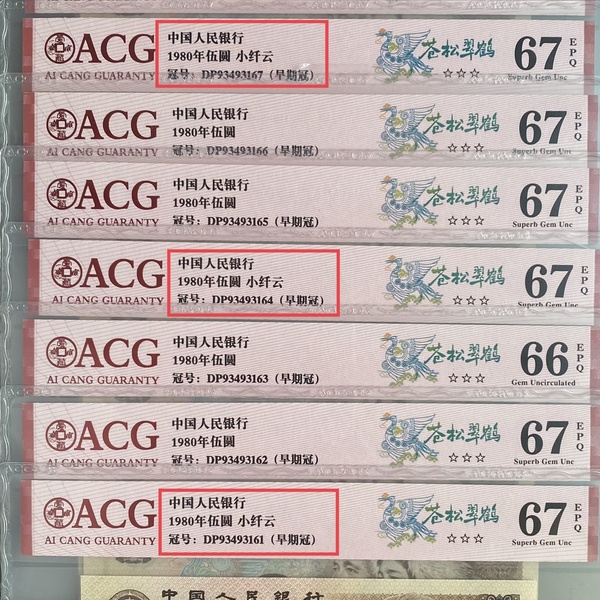 ACG
AI CANG GUARANTY
中国人民银行
1980年伍圆 小纤云
冠号：DP93493167（早期冠）
苍松翠鹤
☆☆☆
67
EPQ
Superb Gem Unc
ACG
AI CANG GUARANTY
中国人民银行
1980年伍圆
冠号：DP93493166（早期冠）
苍松翠鹤
☆☆☆
67
EPQ
Superb Gem Unc
ACG
AI CANG GUARANTY
中国人民银行
1980年伍圆
冠号：DP93493165（早期冠）
苍松翠鹤
☆☆☆
67
EPQ
Superb Gem Unc
ACG
AI CANG GUARANTY
中国人民银行
1980年伍圆 小纤云
冠号：DP93493164（早期冠）
苍松翠鹤
☆☆☆
67
EPQ
Superb Gem Unc
ACG
AI CANG GUARANTY
中国人民银行
1980年伍圆
冠号：DP93493163（早期冠）
苍松翠鹤
☆☆☆
66
EPQ
Gem Uncirculated
ACG
AI CANG GUARANTY
中国人民银行
1980年伍圆
冠号：DP93493162（早期冠）
苍松翠鹤
☆☆☆
67
EPQ
Superb Gem Unc
ACG
AI CANG GUARANTY
中国人民银行
1980年伍圆 小纤云
冠号：DP93493161（早期冠）
苍松翠鹤
☆☆☆
67
EPQ
Superb Gem Unc
中国人民银行